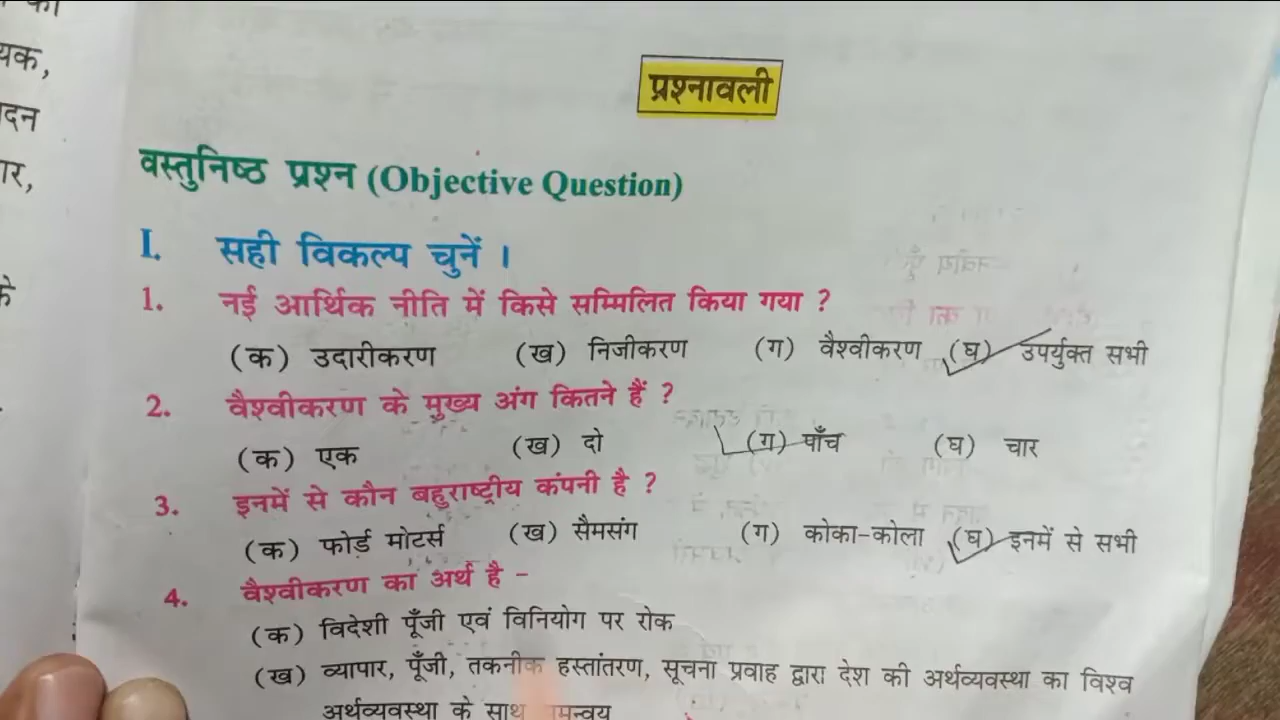 यक,
प्रश्नावली
वस्तुनिष्ठ प्रश्न (Objective Question)
I. सही विकल्प चुनें ।
1. नई आर्थिक नीति में किसे सम्मिलित किया गया ?
(क) उदारीकरण (ख) निजीकरण (ग) वैश्वीकरण (घ) उपर्युक्त सभी
2. वैश्वीकरण के मुख्य अंग कितने हैं ?
(क) एक (ख) दो (ग) पाँच (घ) चार
3. इनमें से कौन बहुराष्ट्रीय कंपनी है ?
(क) फोर्ड मोटर्स (ख) सैमसंग (ग) कोका-कोला (घ) इनमें से सभी
4. वैश्वीकरण का अर्थ है -
(क) विदेशी पूँजी एवं विनियोग पर रोक
(ख) व्यापार, पूँजी, तकनीक हस्तांतरण, सूचना प्रवाह द्वारा देश की अर्थव्यवस्था का विश्व
अर्थव्यवस्था के साथ